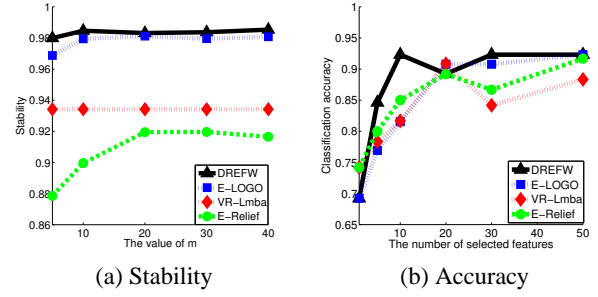 0.98
0.96
0.94
0.92
0.9
0.88
0.86
Stability
10 20 30 40
The value of m
DREFW
E−LOGO
VR−Lmba
E−Relief
(a) Stability
0.95
0.9
0.85
0.8
0.75
0.7
0.65
Classification accuracy
10 20 30 40 50
The number of selected features
DREFW
E−LOGO
VR−Lmba
E−Relief
(b) Accuracy